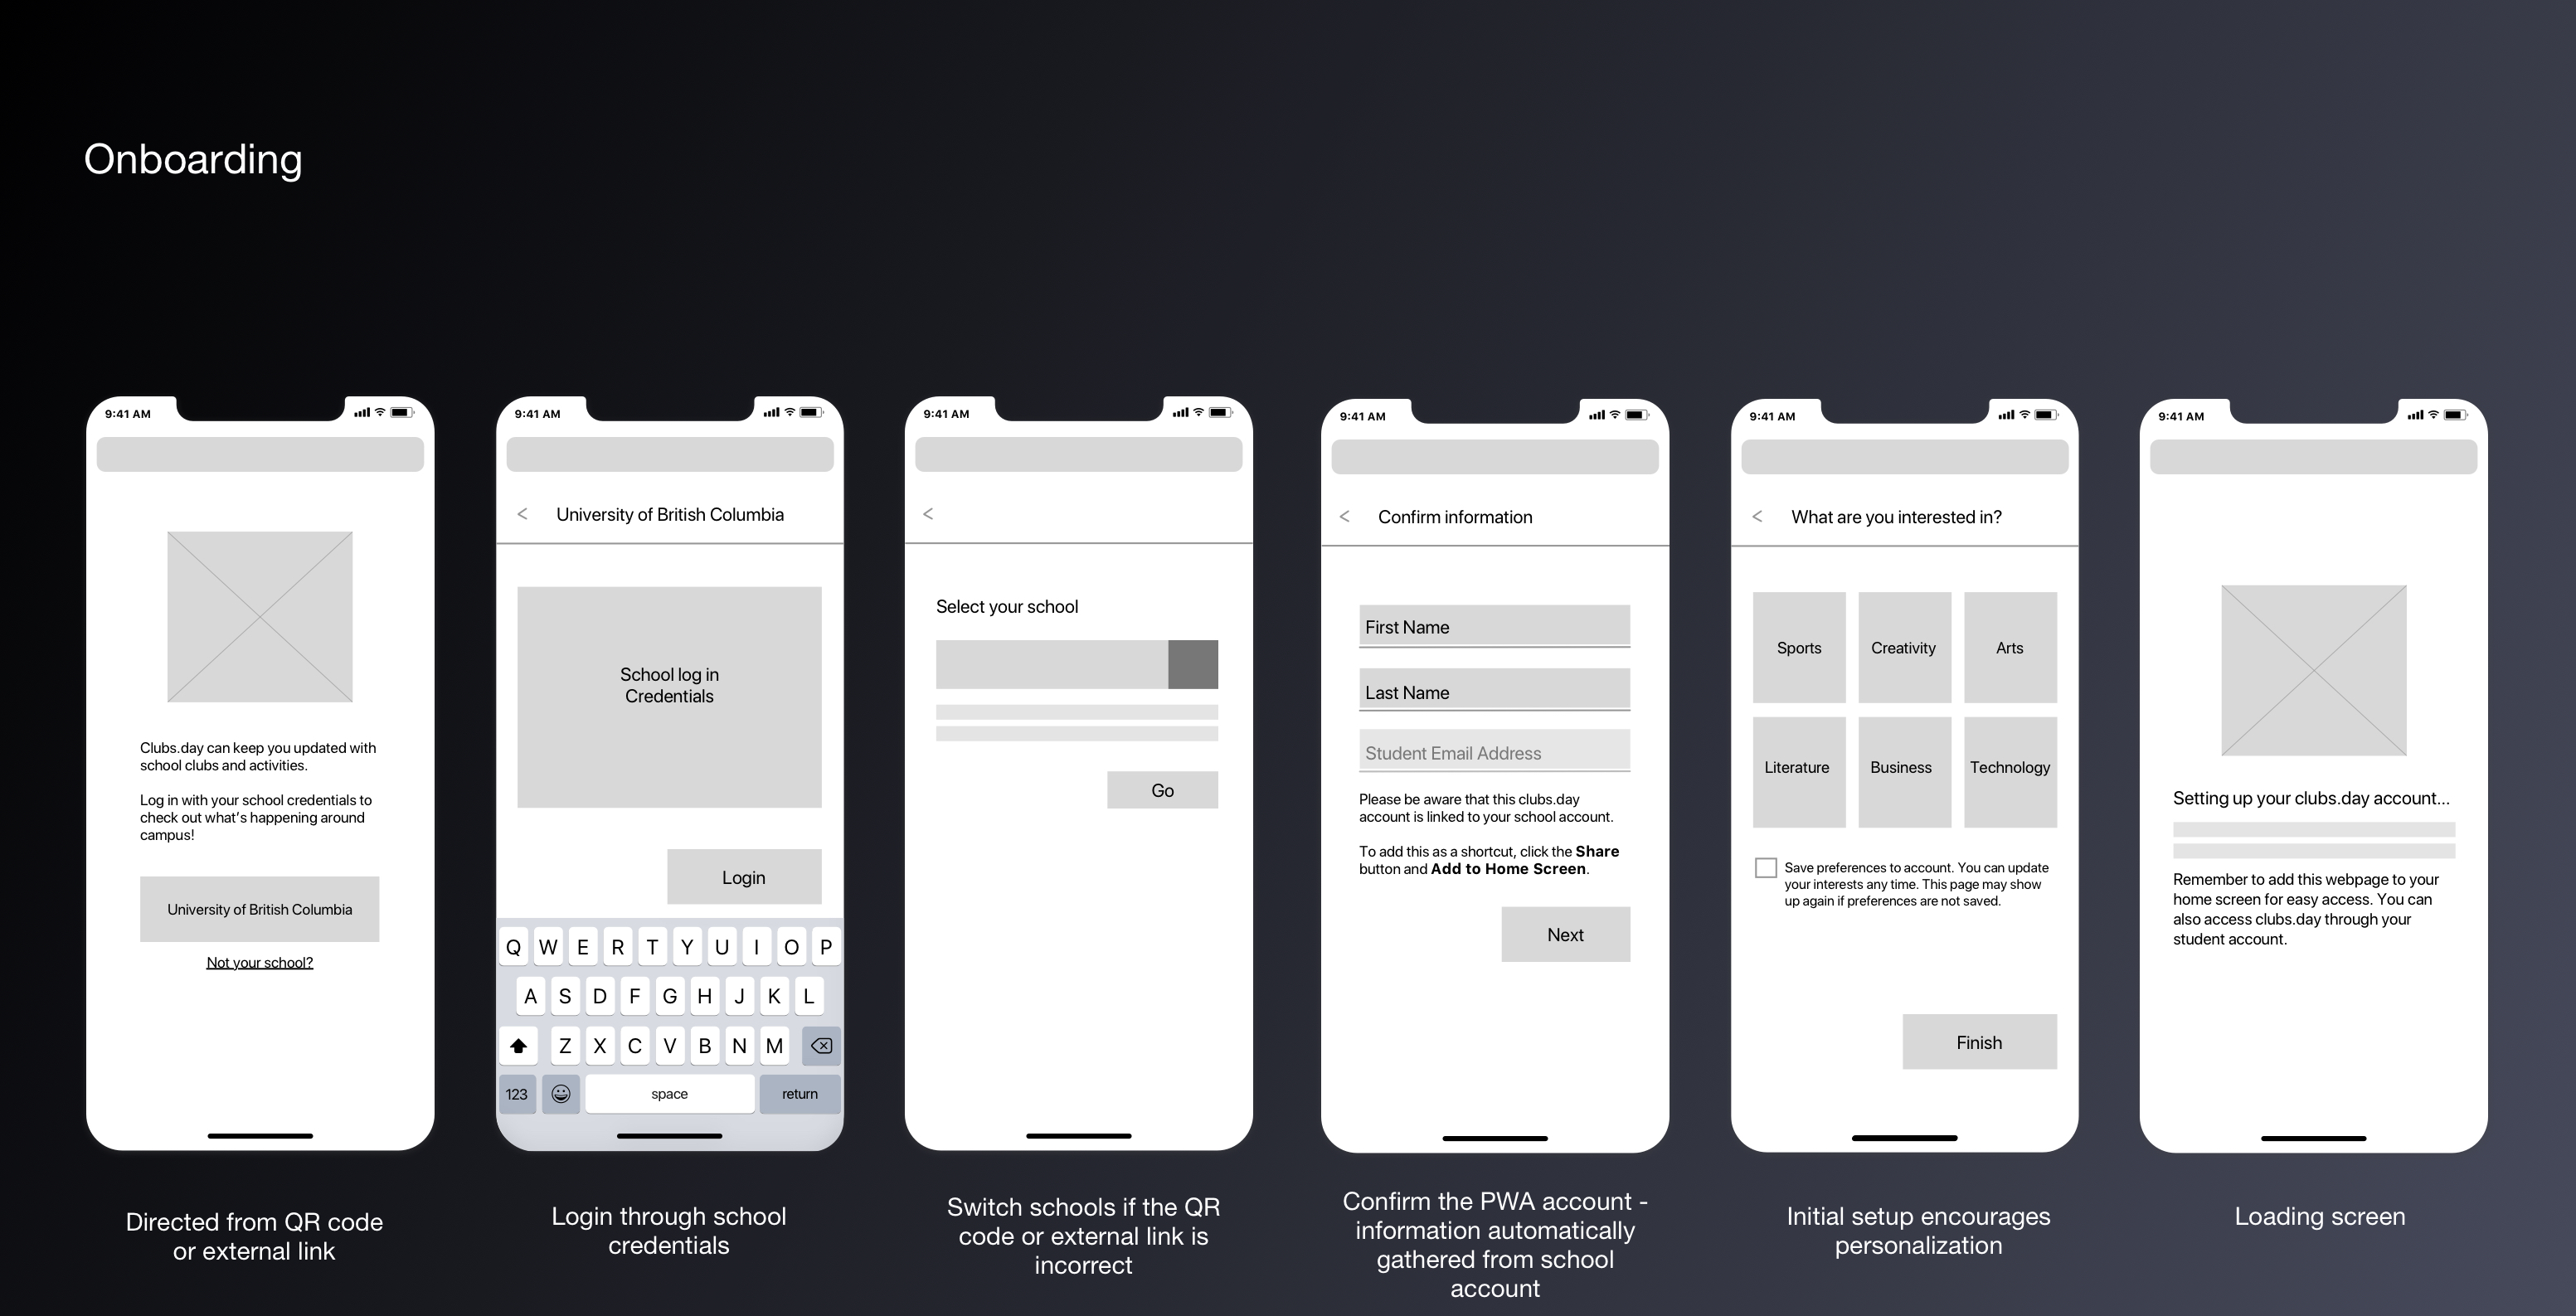 Onboarding
9:41 AM
Clubs.day can keep you updated with
school clubs and activities.
Log in with your school credentials to
check out what's happening around
campus!
University of British Columbia
Not your school?
Directed from QR code
or external link
9:41 AM
<
University of British Columbia
School log in
Credentials
Login
Q W E R T Y U I O P
A S D F G H J K L
Z X C V B N M
123 space return
Login through school
credentials
9:41 AM
<
Select your school
Go
Switch schools if the QR
code or external link is
incorrect
9:41 AM
<
Confirm information
First Name
Last Name
Student Email Address
Please be aware that this clubs.day
account is linked to your school account.
To add this as a shortcut, click the Share
button and Add to Home Screen.
Next
Confirm the PWA account -
information automatically
gathered from school
account
9:41 AM
<
What are you interested in?
Sports Creativity Arts
Literature Business Technology
Save preferences to account. You can update
your interests any time. This page may show
up again if preferences are not saved.
Finish
Initial setup encourages
personalization
9:41 AM
Setting up your clubs.day account...
Remember to add this webpage to your
home screen for easy access. You can
also access clubs.day through your
student account.
Loading screen